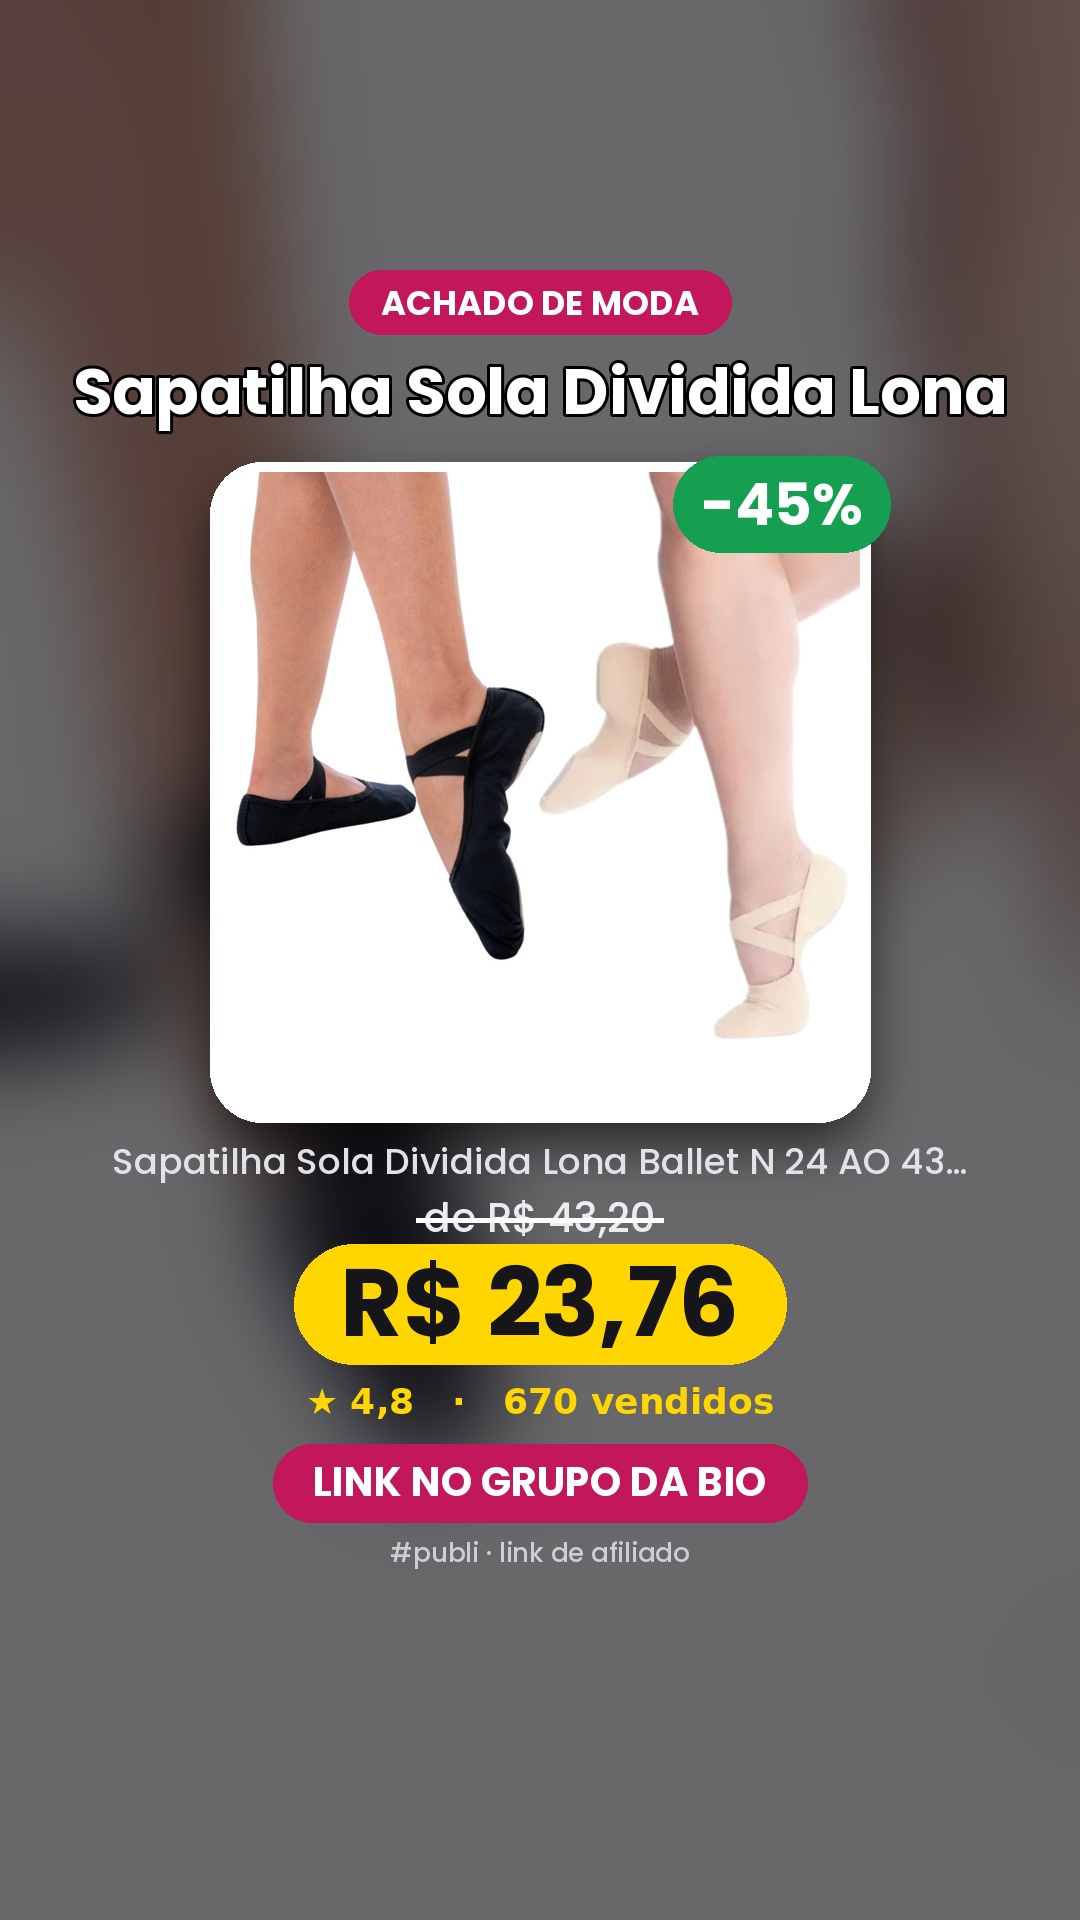 ACHADO DE MODA
Sapatilha Sola Dividida Lona
-45%
Sapatilha Sola Dividida Lona Ballet N 24 AO 43...
de R$ 43,20
R$ 23,76
★ 4,8 · 670 vendidos
LINK NO GRUPO DA BIO
#publi · link de afiliado